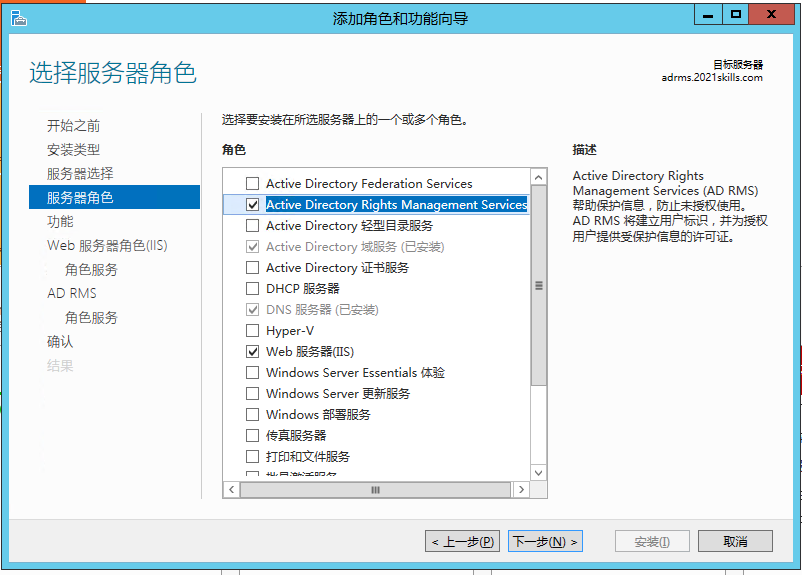 添加角色和功能向导
选择服务器角色
目标服务器
adrms.2021skills.com
开始之前
安装类型
服务器选择
服务器角色
功能
Web 服务器角色(IIS)
角色服务
AD RMS
角色服务
确认
结果
选择要安装在所选服务器上的一个或多个角色。
角色
Active Directory Federation Services
Active Directory Rights Management Services
Active Directory 轻型目录服务
Active Directory 域服务 (已安装)
Active Directory 证书服务
DHCP 服务器
DNS 服务器 (已安装)
Hyper-V
Web 服务器(IIS)
Windows Server Essentials 体验
Windows Server 更新服务
Windows 部署服务
传真服务器
打印和文件服务
批量激活服务
描述
Active Directory Rights
Management Services (AD RMS)
帮助保护信息，防止未授权使用。
AD RMS 将建立用户标识，并为授权
用户提供受保护信息的许可证。
< 上一步(P)
下一步(N) >
安装(I)
取消